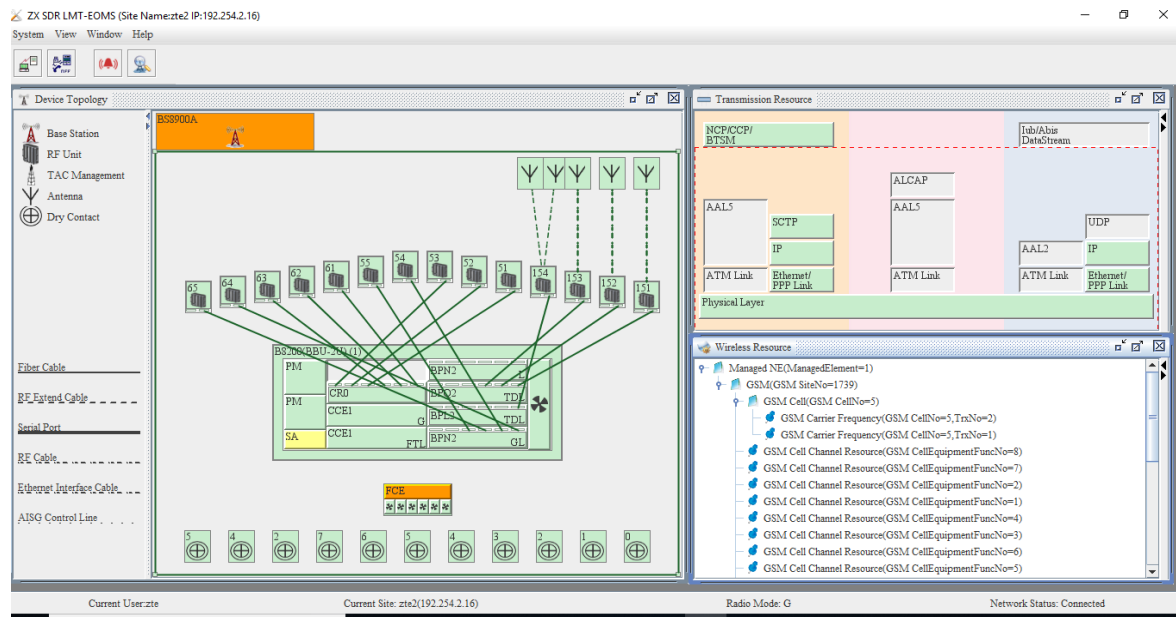 ZX SDR LMT-EOMS (Site Name:zte2 IP:192.254.2.16)
System View Window Help
OFF
Device Topology
Base Station
RF Unit
TAC Management
Antenna
Dry Contact
Fiber Cable
RF Extend Cable
Serial Port
RF Cable
Ethernet Interface Cable
AISG Control Line
BS8900A
65
64
63
62
61
55
54
53
52
51
154
153
152
151
B8200(BBU-2U) (1)
PM
PM
SA
CR0
CCE1
G
CCE1
FTL
BPN2
L
BPQ2
TDL
BPL2
TDL
BPN2
GL
FCE
5
4
2
7
6
5
4
3
2
1
0
Transmission Resource
NCP/CCP/
BTSM
Iub/Abis
DataStream
ALCAP
AAL5
AAL5
SCTP
UDP
IP
AAL2
IP
ATM Link
Ethernet/
PPP Link
ATM Link
ATM Link
Ethernet/
PPP Link
Physical Layer
Wireless Resource
Managed NE(ManagedElement=1)
GSM(GSM SiteNo=1739)
GSM Cell(GSM CellNo=5)
GSM Carrier Frequency(GSM CellNo=5,TrxNo=2)
GSM Carrier Frequency(GSM CellNo=5,TrxNo=1)
GSM Cell Channel Resource(GSM CellEquipmentFuncNo=8)
GSM Cell Channel Resource(GSM CellEquipmentFuncNo=7)
GSM Cell Channel Resource(GSM CellEquipmentFuncNo=2)
GSM Cell Channel Resource(GSM CellEquipmentFuncNo=1)
GSM Cell Channel Resource(GSM CellEquipmentFuncNo=4)
GSM Cell Channel Resource(GSM CellEquipmentFuncNo=3)
GSM Cell Channel Resource(GSM CellEquipmentFuncNo=6)
GSM Cell Channel Resource(GSM CellEquipmentFuncNo=5)
Current User:zte
Current Site: zte2(192.254.2.16)
Radio Mode: G
Network Status: Connected